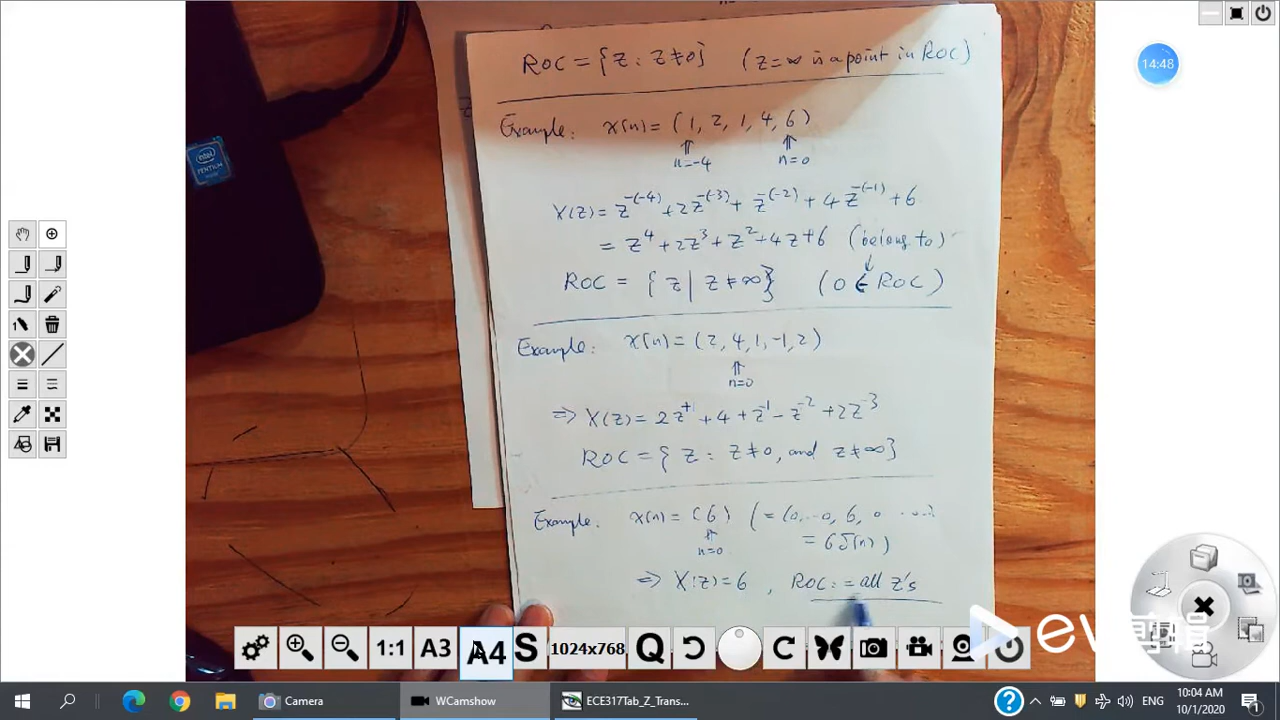 14:48
ROC = {z : z≠0} (z=∞ is a point in ROC)
Example: x(n) = (1, 2, 1, 4, 6)
⇑ ⇑
n=-4 n=0
X(z) = z^-(-4) + 2z^-(-3) + z^-(-2) + 4z^-(-1) + 6
= z^4 + 2z^3 + z^2 + 4z + 6 (belong to)
↓
ROC = {z | z≠∞} (0 ∈ ROC)
Example: x(n) = (2, 4, 1, -1, 2)
⇑
n=0
⇒ X(z) = 2z^+1 + 4 + z^-1 - z^-2 + 2z^-3
ROC = {z : z≠0, and z≠∞}
Example: x(n) = (6) (= (0, ... 0, 6, 0 ....)
⇑ = 6δ(n))
n=0
⇒ X(z) = 6, ROC: = all z's
intel
PENTIUM
1:1 A3 A4 S 1024x768 Q
Camera WCamshow ECE317Tab_Z_Trans...
ENG 10:04 AM
10/1/2020
1